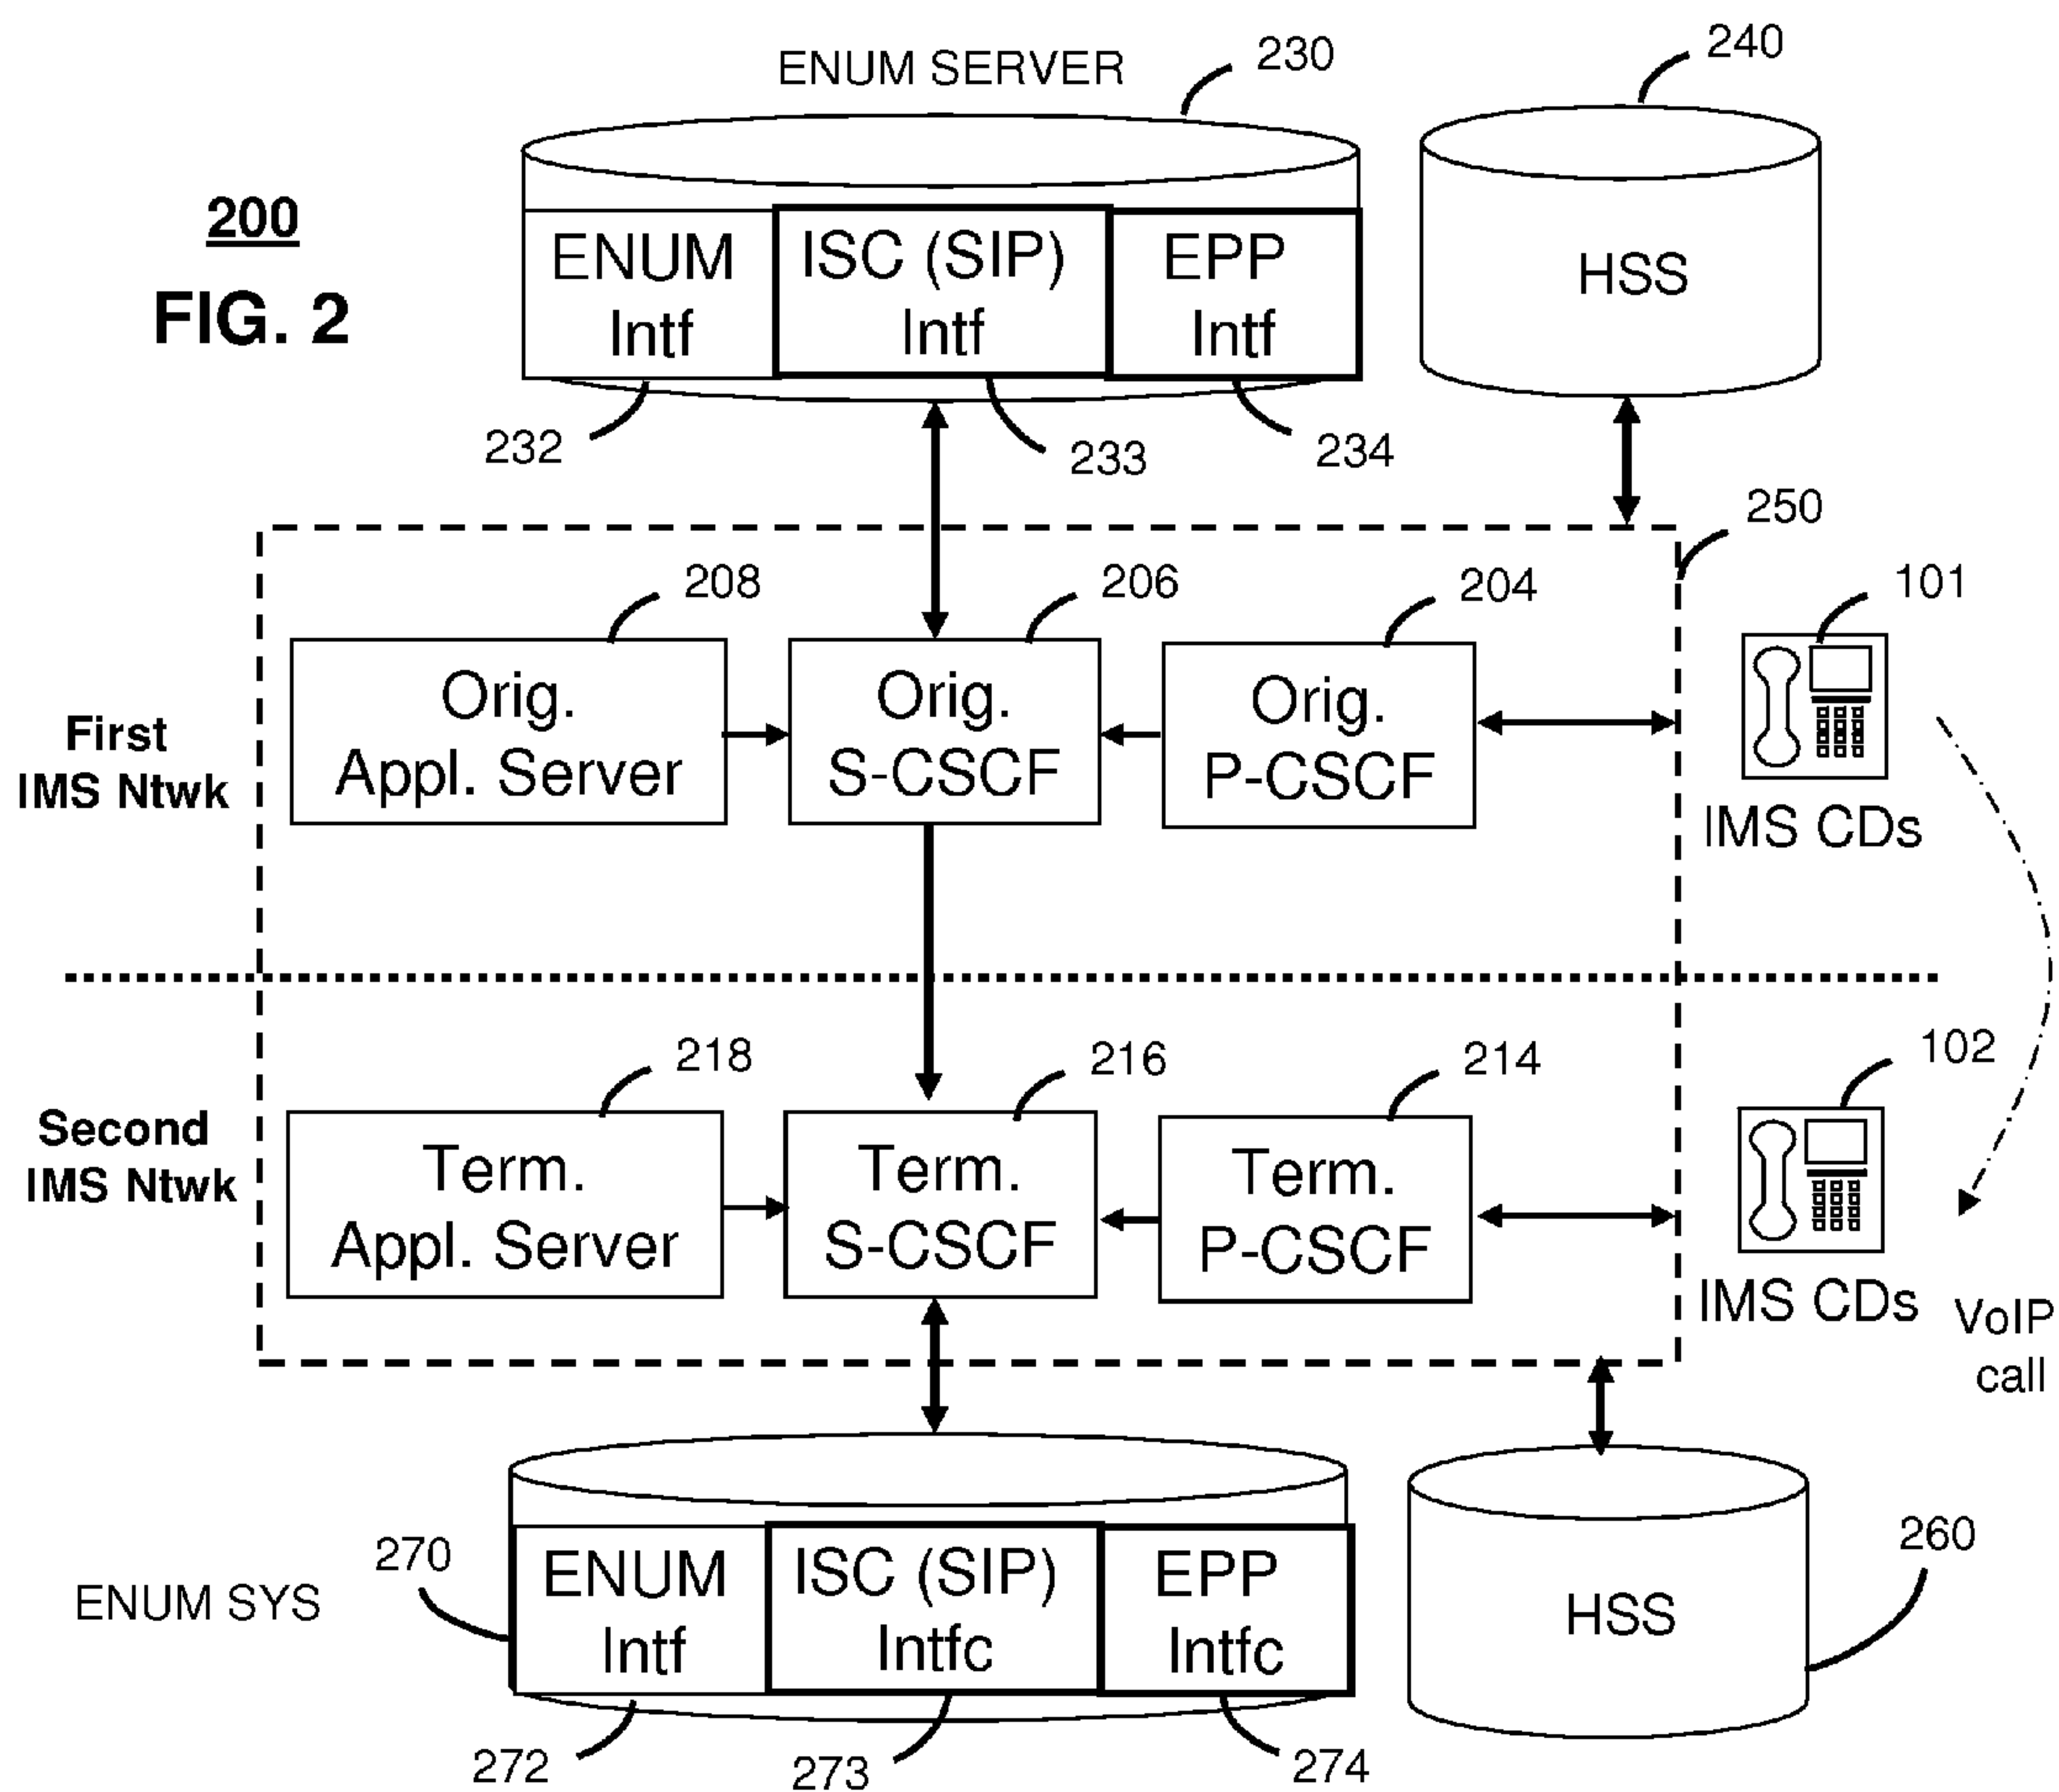 ENUM SERVER
230
240
200
FIG. 2
ENUM
Intf
ISC (SIP)
Intf
EPP
Intf
HSS
232
233
234
250
208
206
204
101
First
IMS Ntwk
Orig.
Appl. Server
Orig.
S-CSCF
Orig.
P-CSCF
IMS CDs
218
216
214
102
Second
IMS Ntwk
Term.
Appl. Server
Term.
S-CSCF
Term.
P-CSCF
IMS CDs
VoIP
call
270
ENUM SYS
ENUM
Intf
ISC (SIP)
Intfc
EPP
Intfc
HSS
260
272
273
274